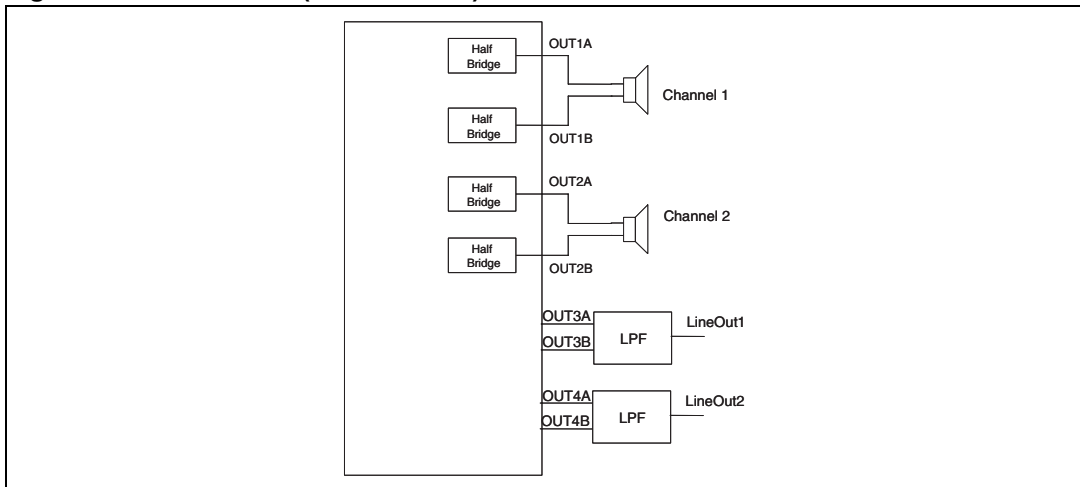 Half
Bridge
OUT1A
Channel 1
Half
Bridge
OUT1B
Half
Bridge
OUT2A
Channel 2
Half
Bridge
OUT2B
OUT3A
OUT3B
LPF
LineOut1
OUT4A
OUT4B
LPF
LineOut2